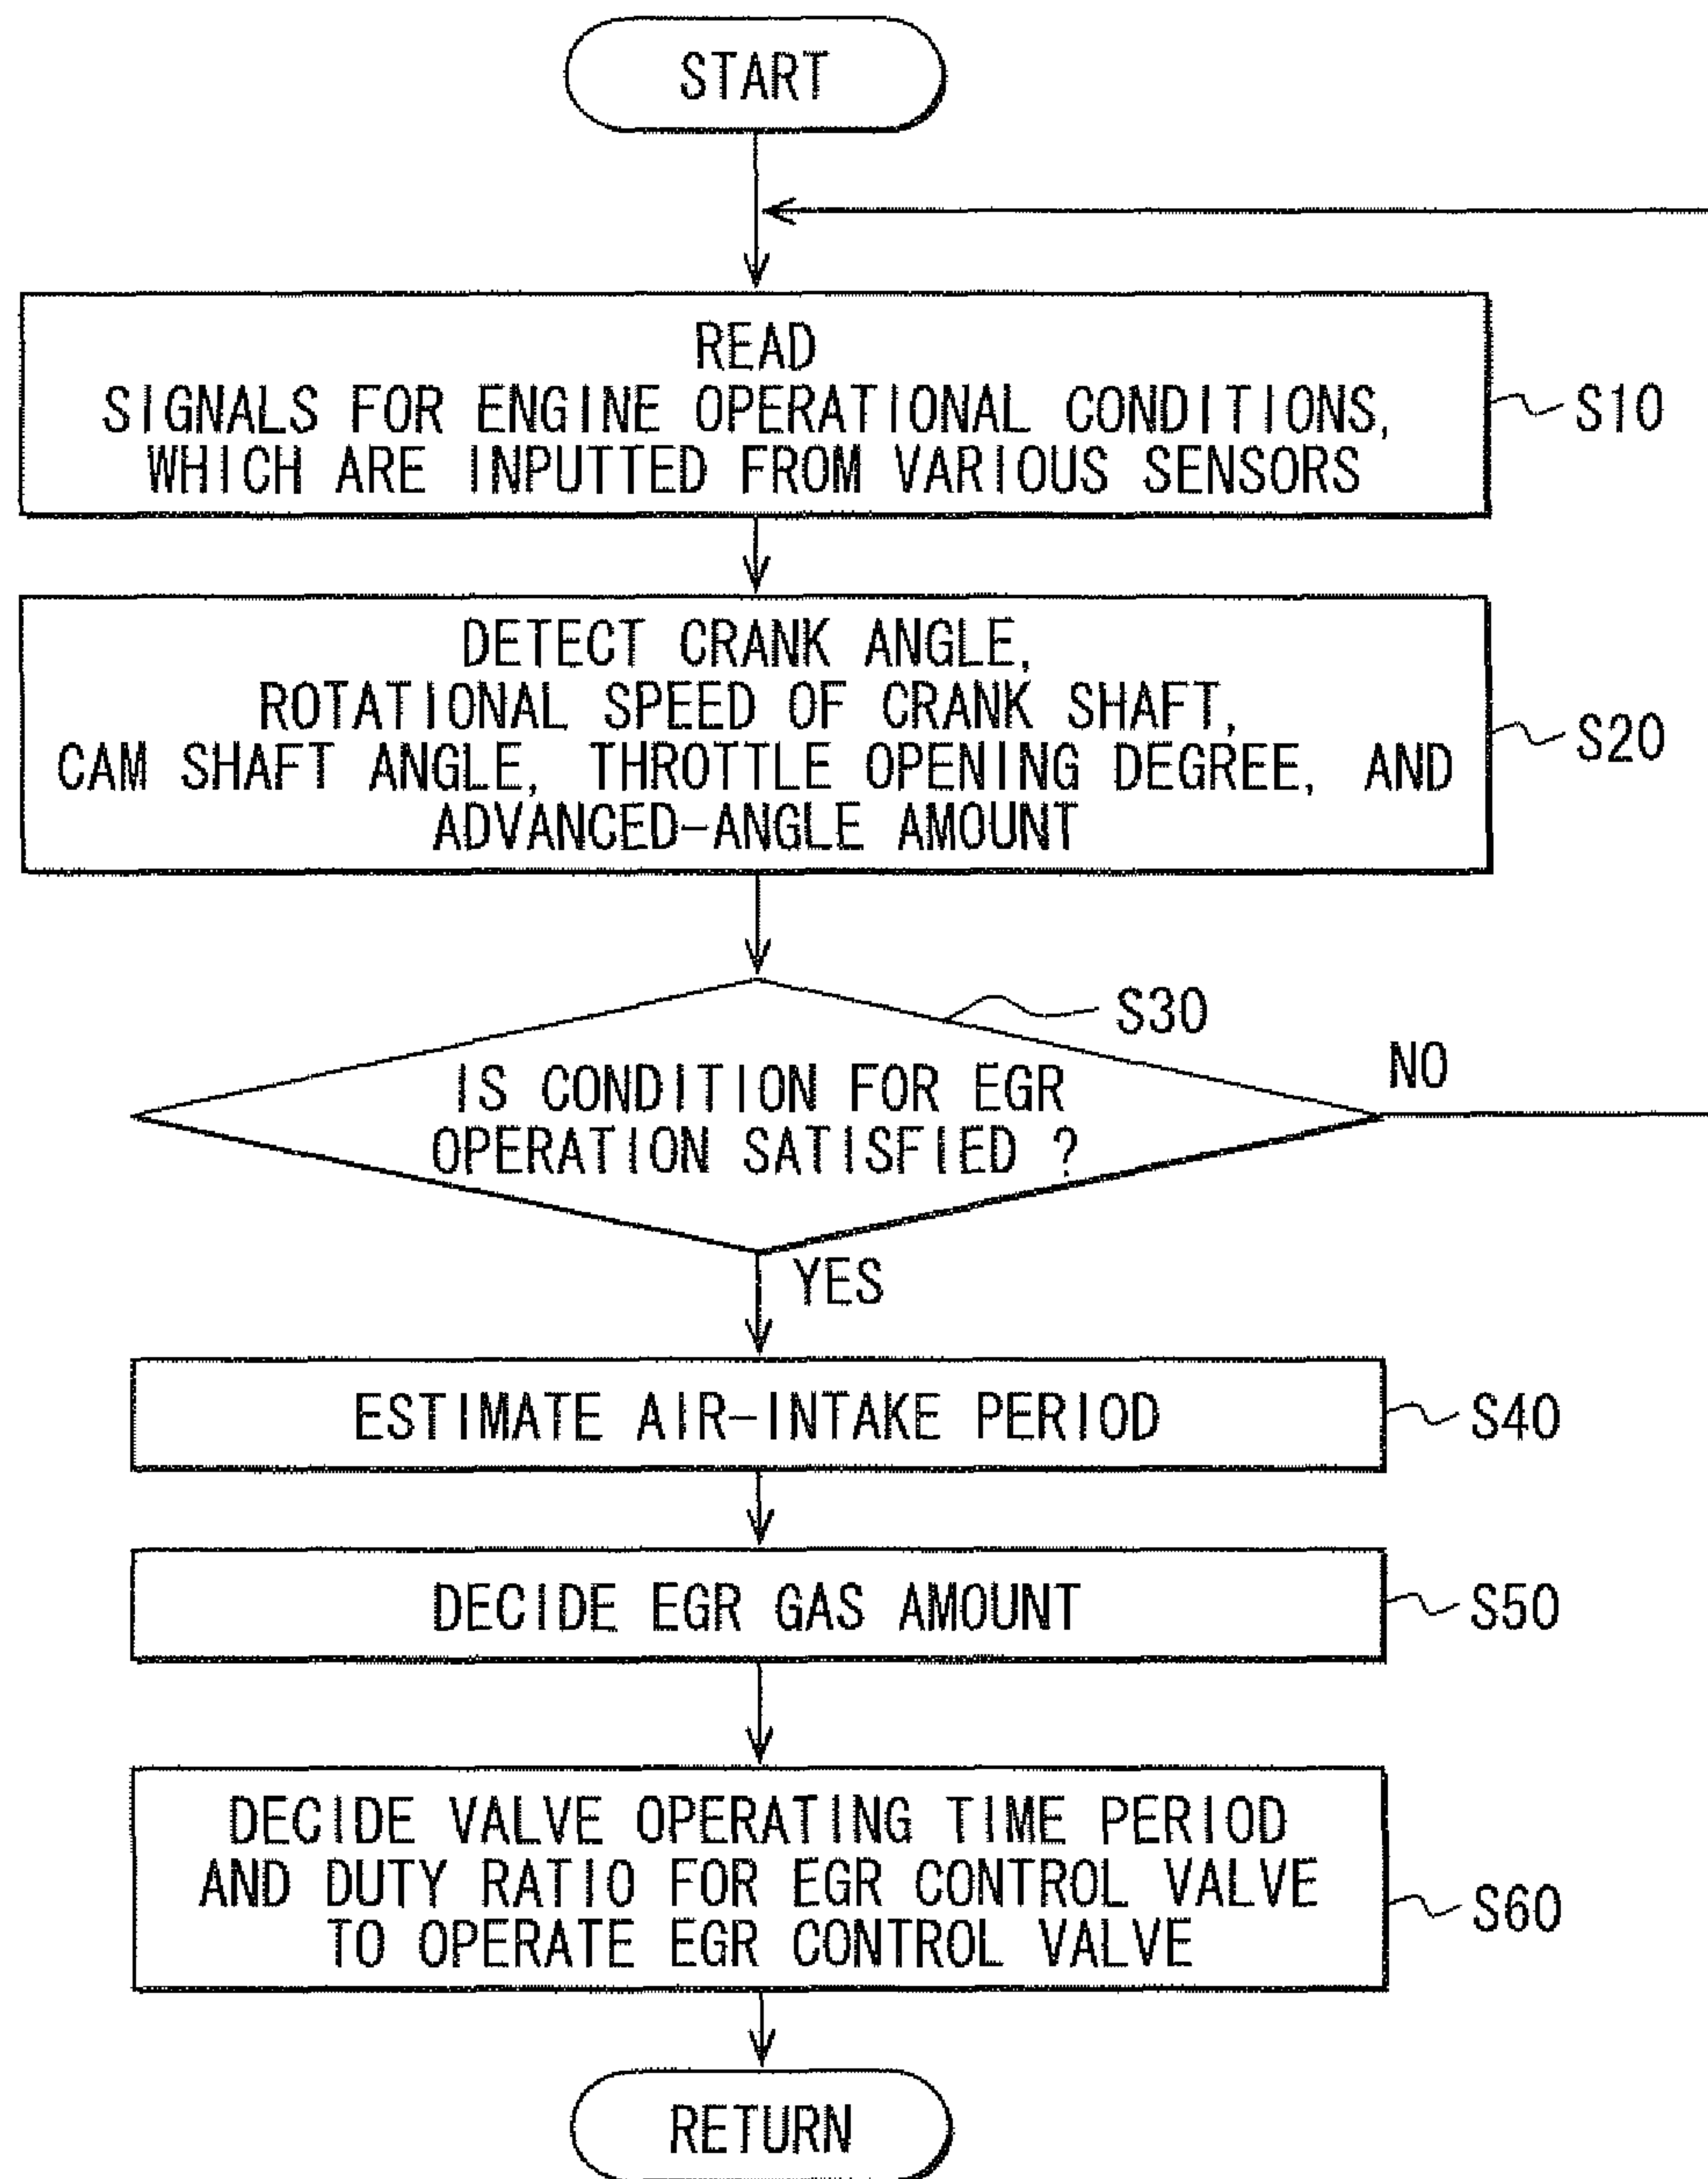 START
READ
SIGNALS FOR ENGINE OPERATIONAL CONDITIONS,
WHICH ARE INPUTTED FROM VARIOUS SENSORS
S10
DETECT CRANK ANGLE,
ROTATIONAL SPEED OF CRANK SHAFT,
CAM SHAFT ANGLE, THROTTLE OPENING DEGREE, AND
ADVANCED-ANGLE AMOUNT
S20
S30
IS CONDITION FOR EGR
OPERATION SATISFIED ?
NO
YES
ESTIMATE AIR-INTAKE PERIOD
S40
DECIDE EGR GAS AMOUNT
S50
DECIDE VALVE OPERATING TIME PERIOD
AND DUTY RATIO FOR EGR CONTROL VALVE
TO OPERATE EGR CONTROL VALVE
S60
RETURN